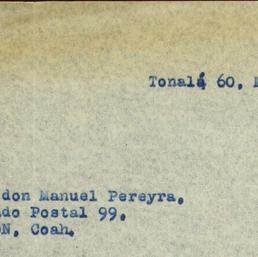 Tonalá 60, M
don Manuel Pereyra,
do Postal 99.
N, Coah.